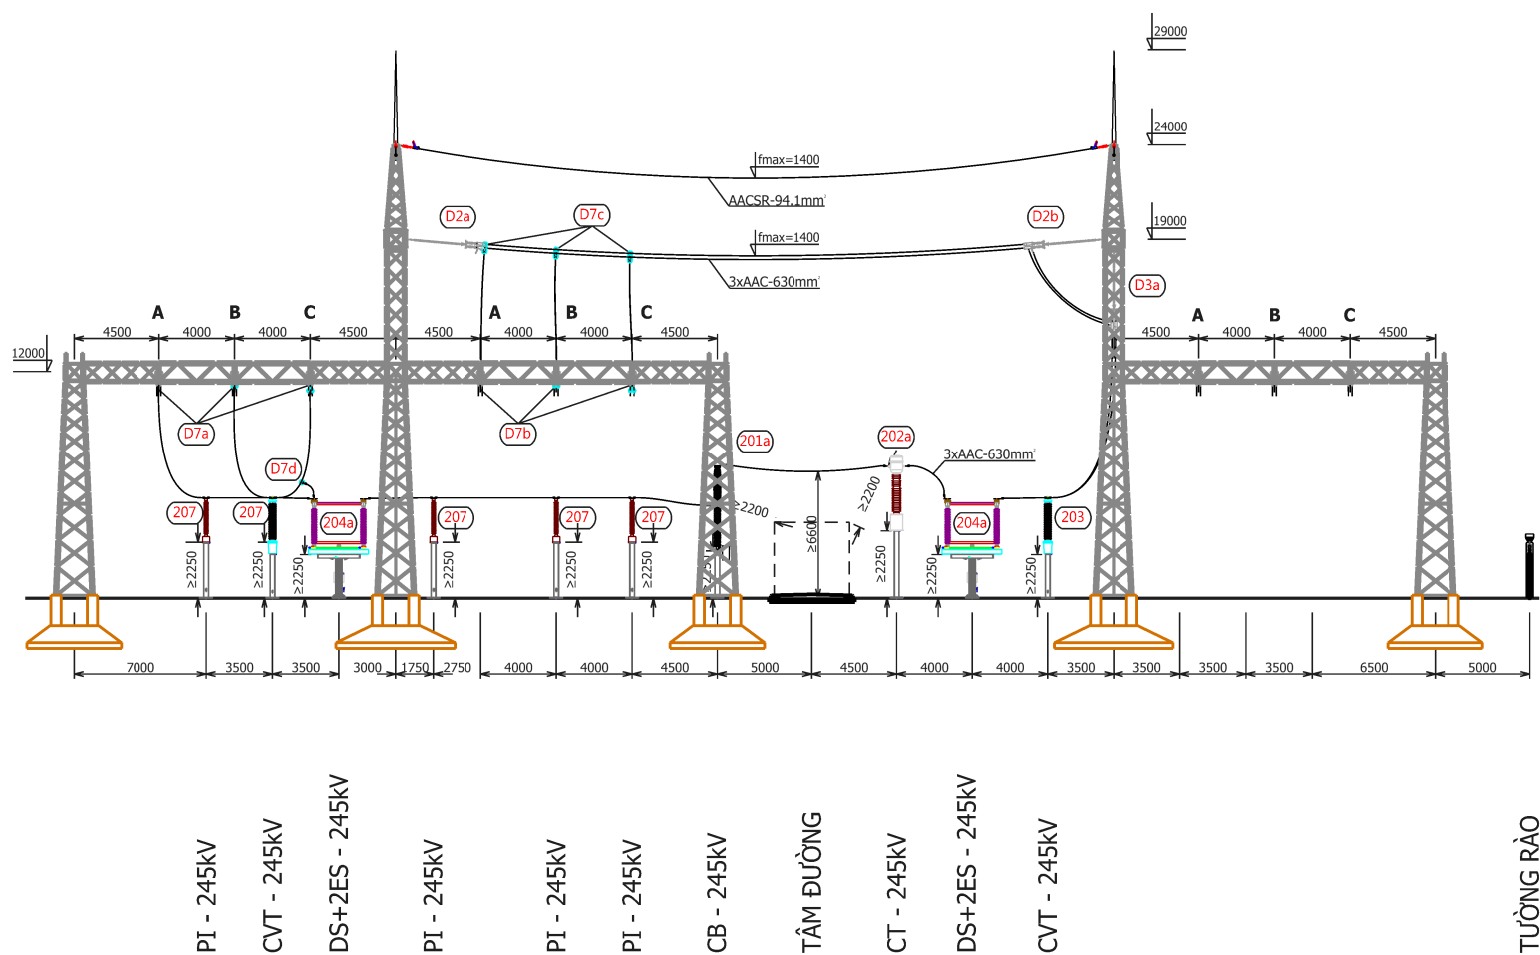 29000
24000
fmax=1400
AACSR-94.1mm²
D2a
D7c
D2b
19000
fmax=1400
3xAAC-630mm²
D3a
A B C A B C A B C
4500 4000 4000 4500 4500 4000 4000 4500 4500 4000 4000 4500
12000
D7a
D7b
201a
202a
D7d
3xAAC-630mm²
207 207 204a 207 207 207 ≥2200 ≥2200 204a 203
≥6600
≥2250 ≥2250 ≥2250 ≥2250 ≥2250 ≥2250 ≥2250 ≥2250 ≥2250
7000 3500 3500 3000 1750 2750 4000 4000 4500 5000 4500 4000 4000 3500 3500 3500 3500 6500 5000
PI - 245kV
CVT - 245kV
DS+2ES - 245kV
PI - 245kV
PI - 245kV
PI - 245kV
CB - 245kV
TÂM ĐƯỜNG
CT - 245kV
DS+2ES - 245kV
CVT - 245kV
TƯỜNG RÀO